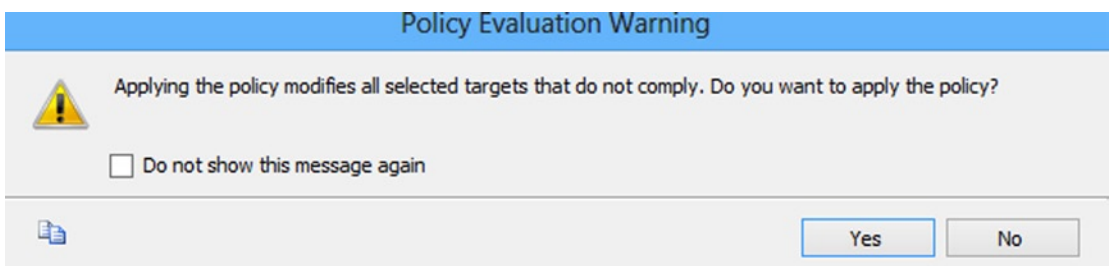 Policy Evaluation Warning
Applying the policy modifies all selected targets that do not comply. Do you want to apply the policy?
Do not show this message again
Yes No